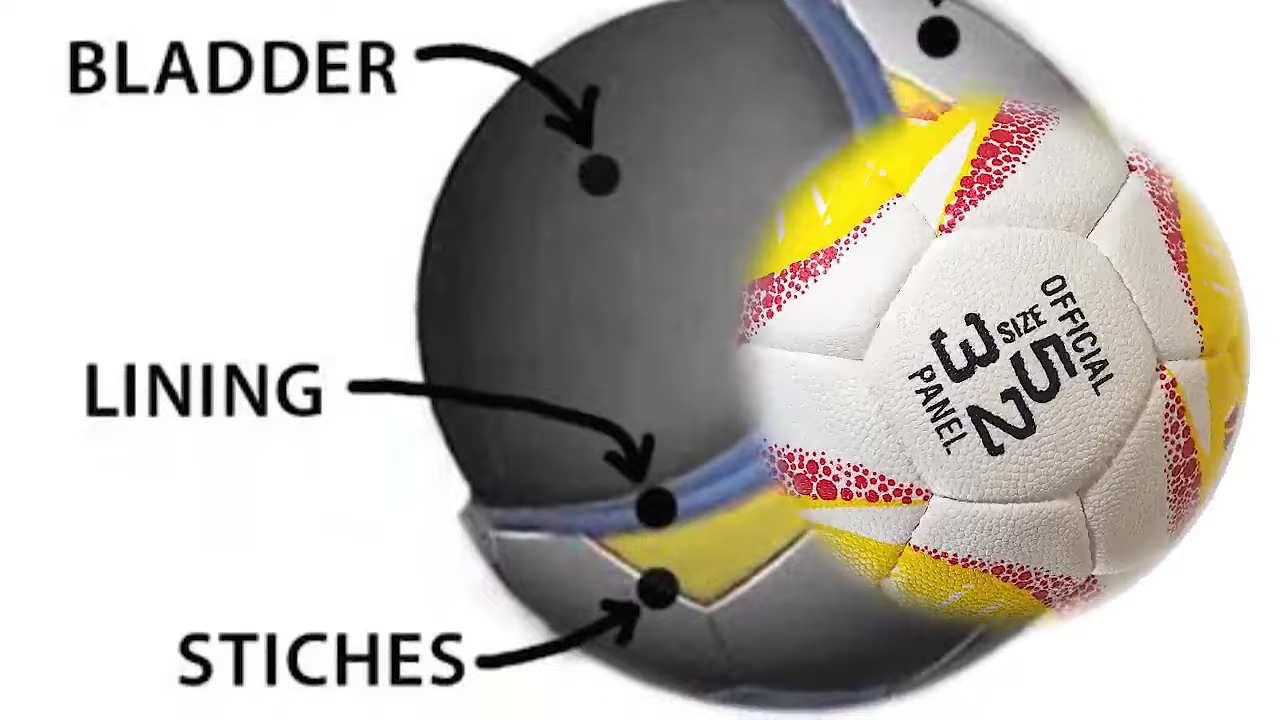 BLADDER
LINING
STICHES
OFFICIAL
SIZE 5
32
PANEL